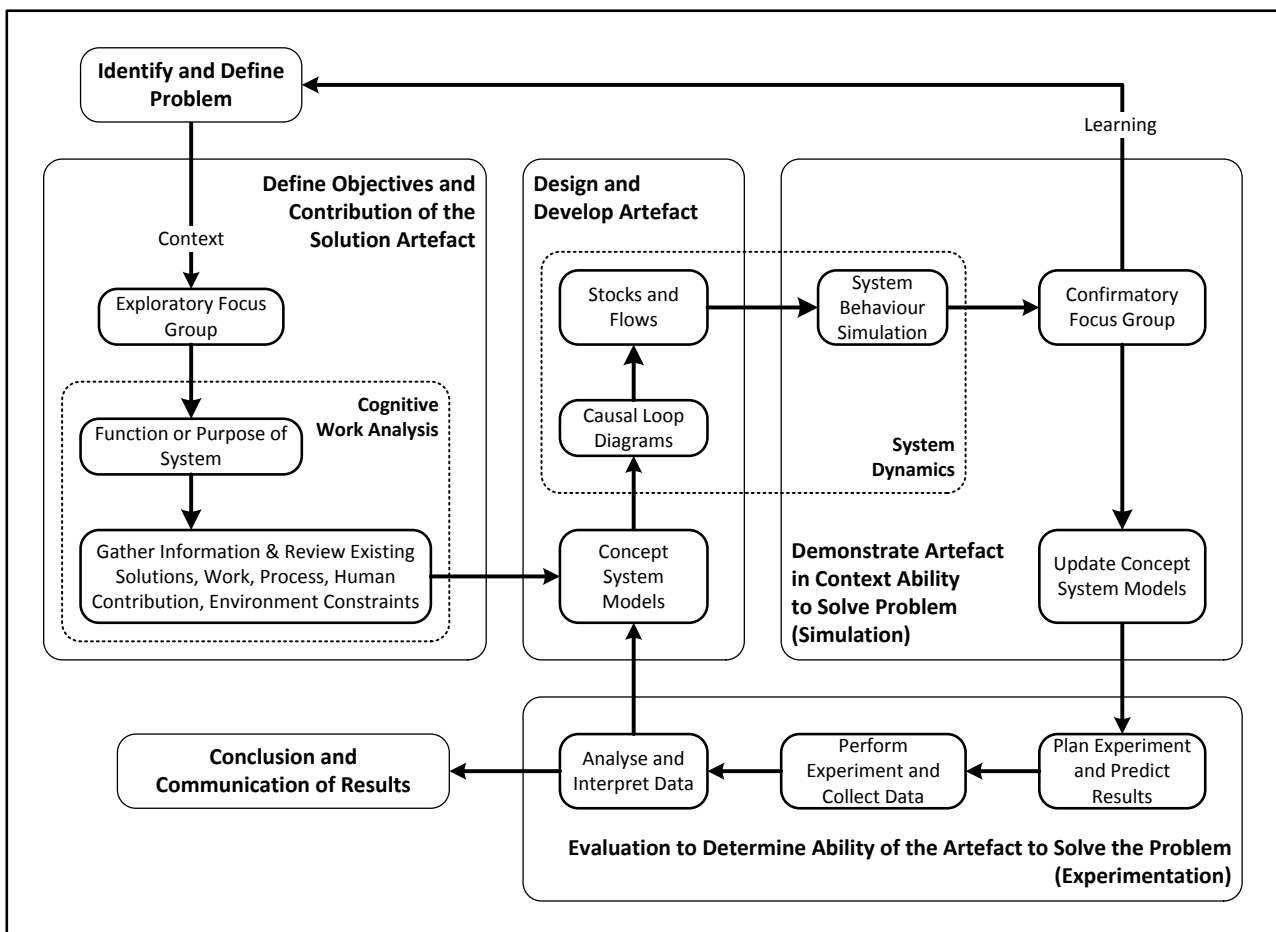 Identify and Define
Problem
Learning
Define Objectives and
Contribution of the
Solution Artefact
Context
Exploratory Focus
Group
Cognitive
Work Analysis
Function or Purpose of
System
Gather Information & Review Existing
Solutions, Work, Process, Human
Contribution, Environment Constraints
Design and
Develop Artefact
Stocks and
Flows
Causal Loop
Diagrams
Concept
System
Models
System
Behaviour
Simulation
System
Dynamics
Confirmatory
Focus Group
Demonstrate Artefact
in Context Ability
to Solve Problem
(Simulation)
Update Concept
System Models
Conclusion and
Communication of Results
Analyse and
Interpret Data
Perform
Experiment and
Collect Data
Plan Experiment
and Predict
Results
Evaluation to Determine Ability of the Artefact to Solve the Problem
(Experimentation)